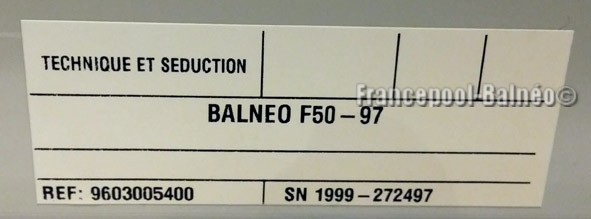 TECHNIQUE ET SEDUCTION
Francepool-Balnéo©
BALNEO F50-97
REF: 9603005400 SN 1999-272497